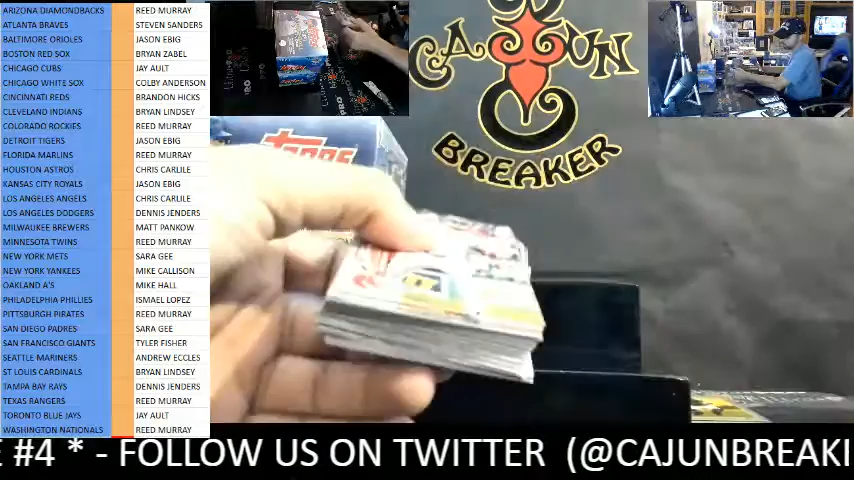 ARIZONA DIAMONDBACKS REED MURRAY
ATLANTA BRAVES STEVEN SANDERS
BALTIMORE ORIOLES JASON EBIG
BOSTON RED SOX BRYAN ZABEL
CHICAGO CUBS JAY AULT
CHICAGO WHITE SOX COLBY ANDERSON
CINCINNATI REDS BRANDON HICKS
CLEVELAND INDIANS BRYAN LINDSEY
COLORADO ROCKIES REED MURRAY
DETROIT TIGERS JASON EBIG
FLORIDA MARLINS REED MURRAY
HOUSTON ASTROS CHRIS CARLILE
KANSAS CITY ROYALS JASON EBIG
LOS ANGELES ANGELS CHRIS CARLILE
LOS ANGELES DODGERS DENNIS JENDERS
MILWAUKEE BREWERS MATT PANKOW
MINNESOTA TWINS REED MURRAY
NEW YORK METS SARA GEE
NEW YORK YANKEES MIKE CALLISON
OAKLAND A'S MIKE HALL
PHILADELPHIA PHILLIES ISMAEL LOPEZ
PITTSBURGH PIRATES REED MURRAY
SAN DIEGO PADRES SARA GEE
SAN FRANCISCO GIANTS TYLER FISHER
SEATTLE MARINERS ANDREW ECCLES
ST LOUIS CARDINALS BRYAN LINDSEY
TAMPA BAY RAYS DENNIS JENDERS
TEXAS RANGERS REED MURRAY
TORONTO BLUE JAYS JAY AULT
WASHINGTON NATIONALS REED MURRAY
CAJUN
BREAKER
TOPPS
E #4 * - FOLLOW US ON TWITTER (@CAJUNBREAKI